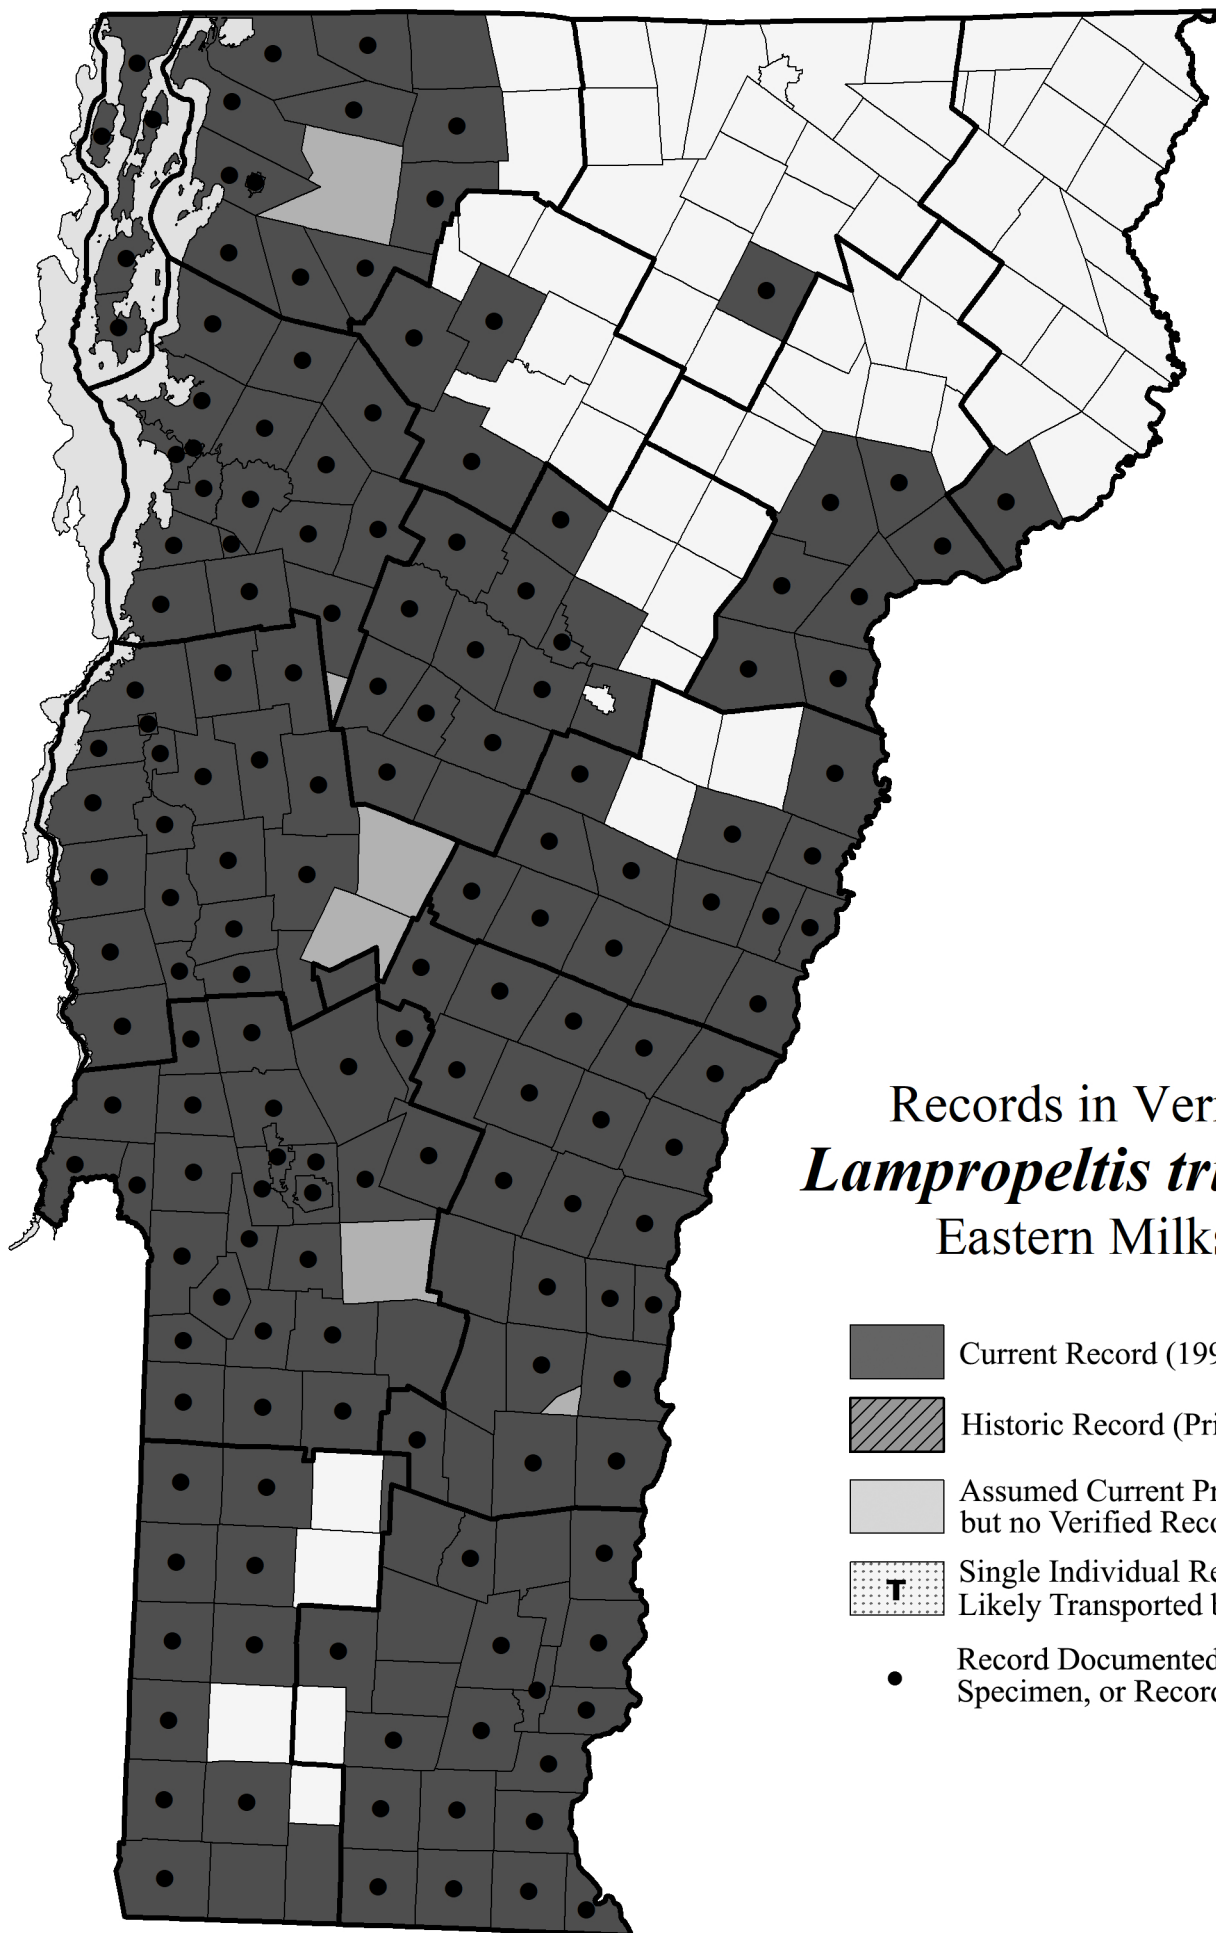 Records in Ver
Lampropeltis tri
Eastern Milks
Current Record (199
Historic Record (Pri
Assumed Current Pr
but no Verified Reco
T
Single Individual Re
Likely Transported b
Record Documented
Specimen, or Record